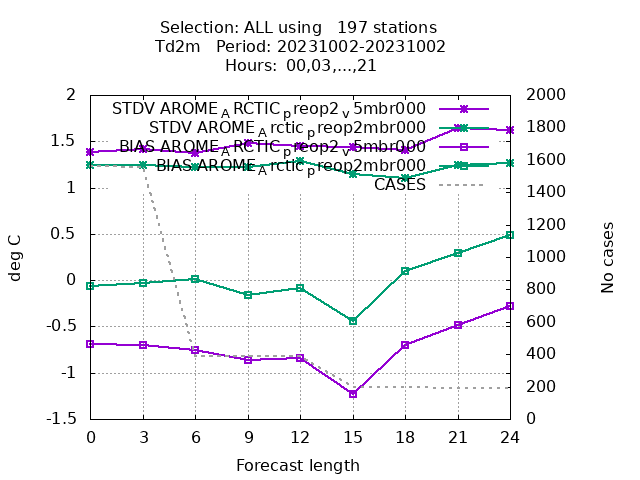 Selection: ALL using   197 stations
Td2m   Period: 20231002-20231002
Hours:  00,03,...,21
STDV AROME_ARCTIC_preop2_v5mbr000
STDV AROME_Arctic_preop2mbr000
BIAS AROME_ARCTIC_preop2_v5mbr000
BIAS AROME_Arctic_preop2mbr000
CASES
2
1.5
1
0.5
0
-0.5
-1
-1.5
deg C
2000
1800
1600
1400
1200
1000
800
600
400
200
0
No cases
0 3 6 9 12 15 18 21 24
Forecast length